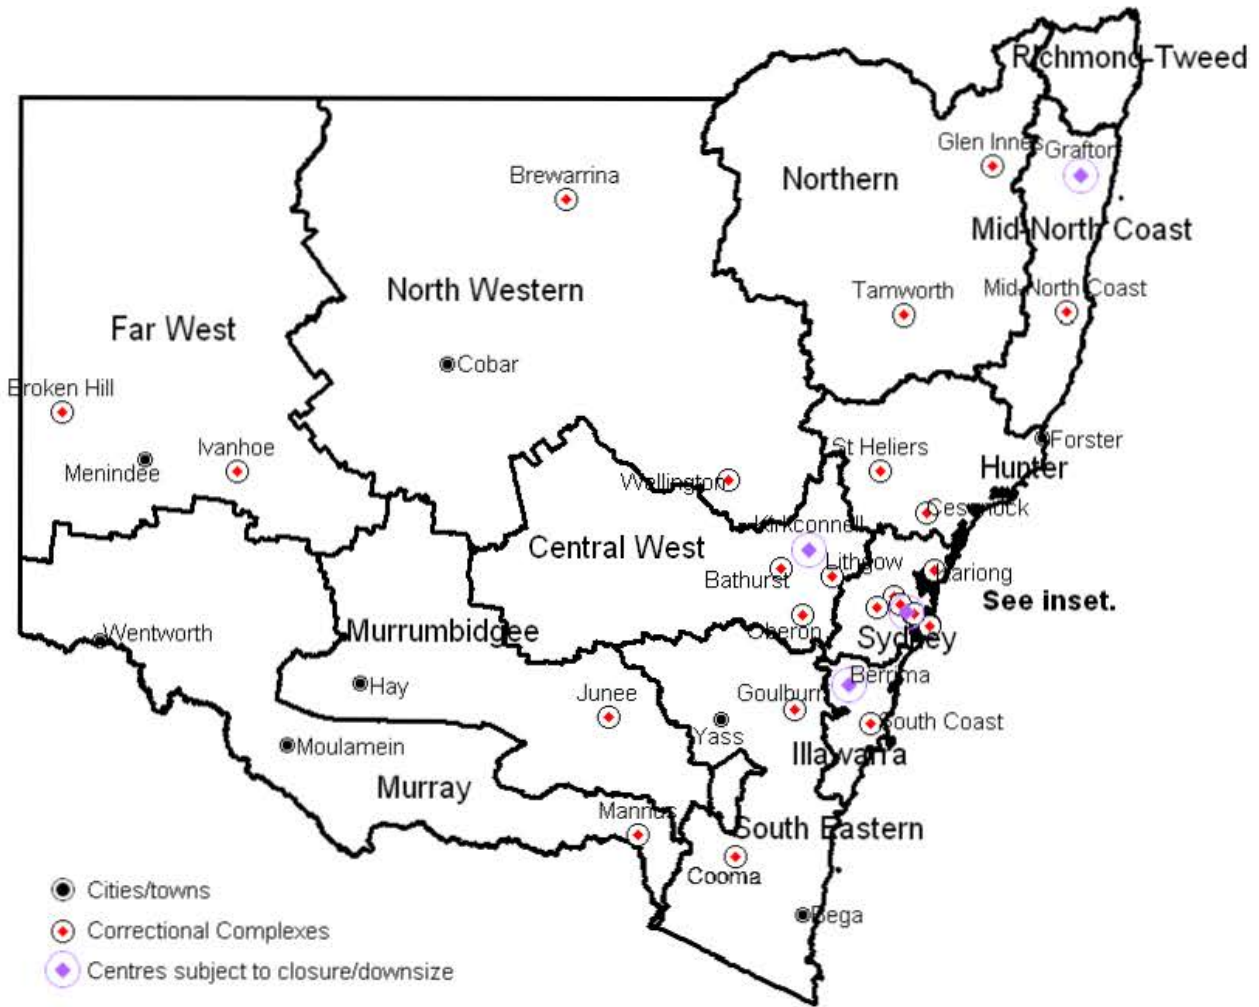 Richmond-Tweed
Glen Innes
Grafton
Brewarrina
Northern
Mid-North Coast
North Western
Tamworth
Mid-North Coast
Far West
Cobar
Broken Hill
Ivanhoe
Menindee
St Heliers
Forster
Hunter
Wellington
Cessnock
Kirkconnell
Central West
Lithgow
Bathurst
Kariong
See inset.
Wentworth
Murrumbidgee
Oberon
Sydney
Hay
Junee
Goulburn
Berrima
Yass
South Coast
Moulamein
Illawarra
Murray
Mannus
South Eastern
Cooma
Bega
Cities/towns
Correctional Complexes
Centres subject to closure/downsize